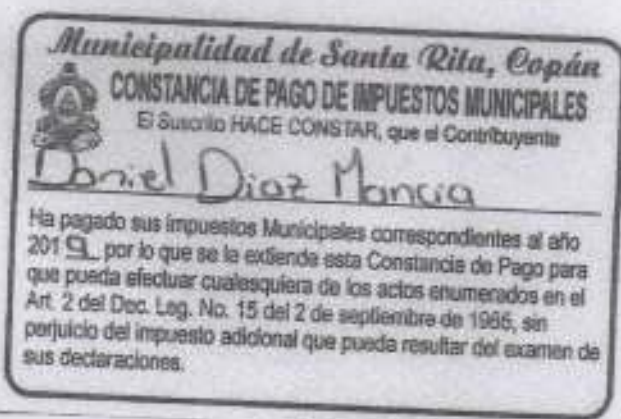 Municipalidad de Santa Rita, Copán
CONSTANCIA DE PAGO DE IMPUESTOS MUNICIPALES
El Suscrito HACE CONSTAR, que el Contribuyente
Daniel Diaz Mancia
Ha pagado sus impuestos Municipales correspondientes al año
2019 por lo que se la extiende esta Constancia de Pago para
que pueda efectuar cualesquiera de los actos enumerados en el
Art. 2 del Dec. Leg. No. 15 del 2 de septiembre de 1965, sin
perjuicio del impuesto adicional que pueda resultar del examen de
sus declaraciones.